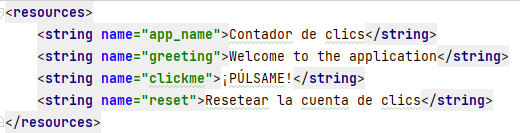 <resources>
<string name="app_name">Contador de clics</string>
<string name="greeting">Welcome to the application</string>
<string name="clickme">¡PÚLSAME!</string>
<string name="reset">Resetear la cuenta de clics</string>
</resources>